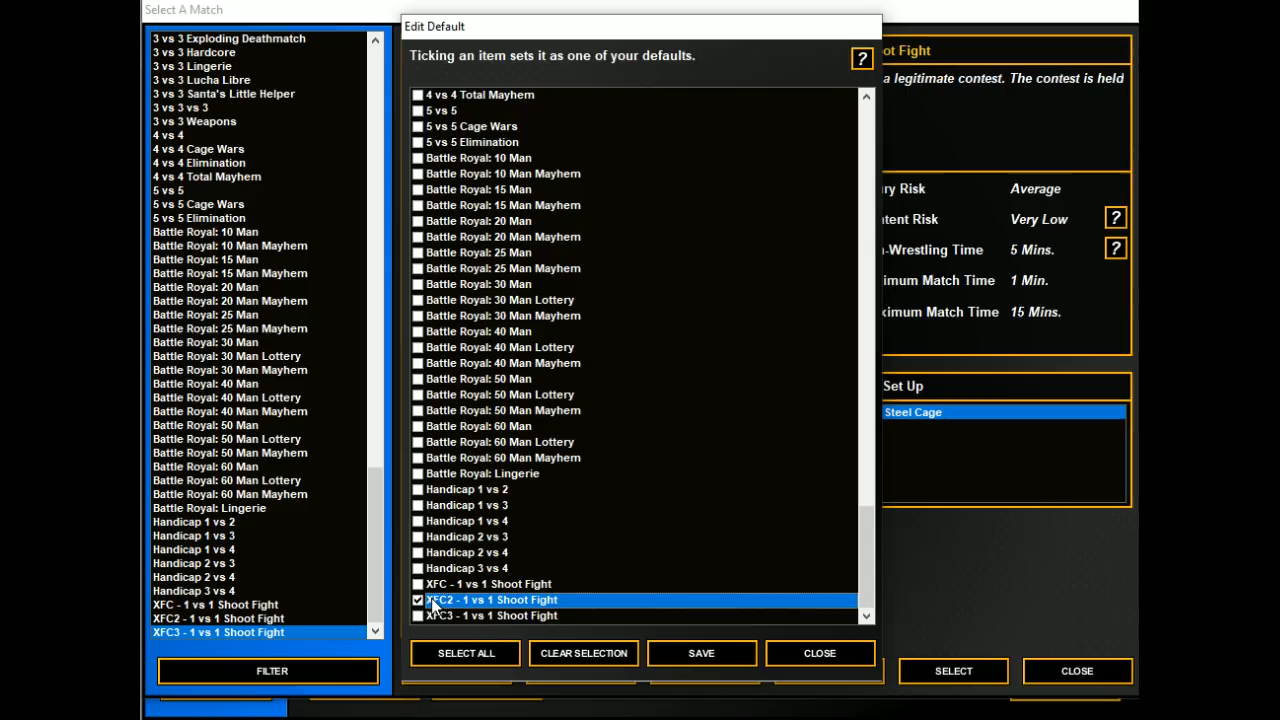 Select A Match
3 vs 3 Exploding Deathmatch
3 vs 3 Hardcore
3 vs 3 Lingerie
3 vs 3 Lucha Libre
3 vs 3 Santa's Little Helper
3 vs 3 vs 3
3 vs 3 Weapons
4 vs 4
4 vs 4 Cage Wars
4 vs 4 Elimination
4 vs 4 Total Mayhem
5 vs 5
5 vs 5 Cage Wars
5 vs 5 Elimination
Battle Royal: 10 Man
Battle Royal: 10 Man Mayhem
Battle Royal: 15 Man
Battle Royal: 15 Man Mayhem
Battle Royal: 20 Man
Battle Royal: 20 Man Mayhem
Battle Royal: 25 Man
Battle Royal: 25 Man Mayhem
Battle Royal: 30 Man
Battle Royal: 30 Man Lottery
Battle Royal: 30 Man Mayhem
Battle Royal: 40 Man
Battle Royal: 40 Man Lottery
Battle Royal: 40 Man Mayhem
Battle Royal: 50 Man
Battle Royal: 50 Man Lottery
Battle Royal: 50 Man Mayhem
Battle Royal: 60 Man
Battle Royal: 60 Man Lottery
Battle Royal: 60 Man Mayhem
Battle Royal: Lingerie
Handicap 1 vs 2
Handicap 1 vs 3
Handicap 1 vs 4
Handicap 2 vs 3
Handicap 2 vs 4
Handicap 3 vs 4
XFC - 1 vs 1 Shoot Fight
XFC2 - 1 vs 1 Shoot Fight
XFC3 - 1 vs 1 Shoot Fight
FILTER
Edit Default
Ticking an item sets it as one of your defaults.
?
4 vs 4 Total Mayhem
5 vs 5
5 vs 5 Cage Wars
5 vs 5 Elimination
Battle Royal: 10 Man
Battle Royal: 10 Man Mayhem
Battle Royal: 15 Man
Battle Royal: 15 Man Mayhem
Battle Royal: 20 Man
Battle Royal: 20 Man Mayhem
Battle Royal: 25 Man
Battle Royal: 25 Man Mayhem
Battle Royal: 30 Man
Battle Royal: 30 Man Lottery
Battle Royal: 30 Man Mayhem
Battle Royal: 40 Man
Battle Royal: 40 Man Lottery
Battle Royal: 40 Man Mayhem
Battle Royal: 50 Man
Battle Royal: 50 Man Lottery
Battle Royal: 50 Man Mayhem
Battle Royal: 60 Man
Battle Royal: 60 Man Lottery
Battle Royal: 60 Man Mayhem
Battle Royal: Lingerie
Handicap 1 vs 2
Handicap 1 vs 3
Handicap 1 vs 4
Handicap 2 vs 3
Handicap 2 vs 4
Handicap 3 vs 4
XFC - 1 vs 1 Shoot Fight
XFC2 - 1 vs 1 Shoot Fight
XFC3 - 1 vs 1 Shoot Fight
SELECT ALL CLEAR SELECTION SAVE CLOSE
oot Fight
a legitimate contest. The contest is held
ry Risk Average
tent Risk Very Low ?
-Wrestling Time 5 Mins. ?
imum Match Time 1 Min.
ximum Match Time 15 Mins.
Set Up
Steel Cage
SELECT CLOSE